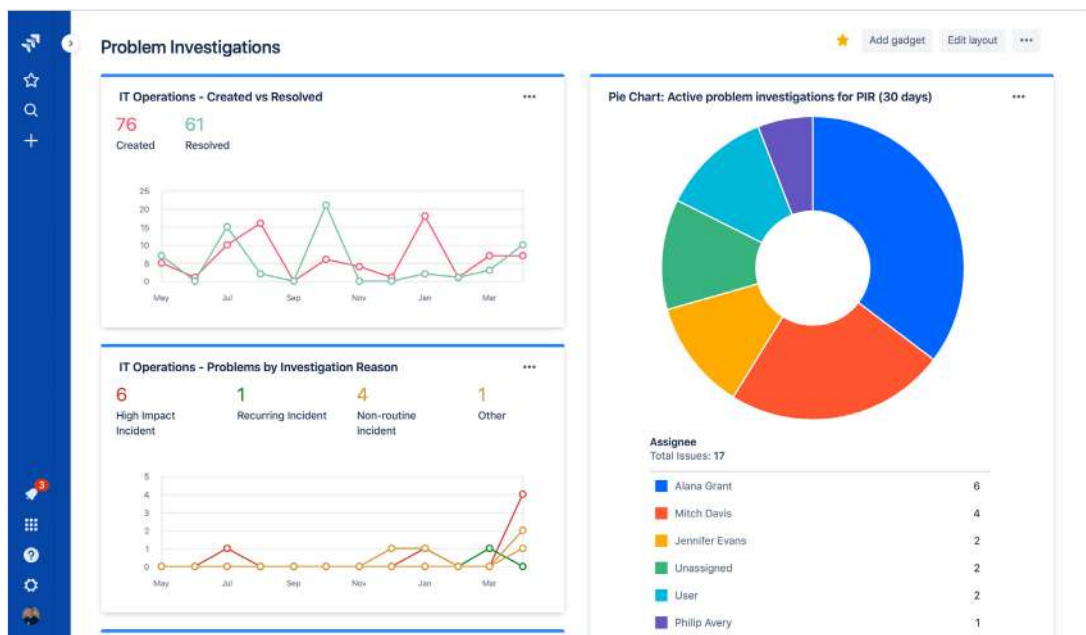 Problem Investigations
Add gadget
Edit layout
IT Operations - Created vs Resolved
76
61
Created
Resolved
25
20
15
10
5
0
May
Jul
Sep
Nov
Jan
Mar
IT Operations - Problems by Investigation Reason
6
1
4
1
High Impact
Incident
Recurring Incident
Non-routine
incident
Other
5
4
3
2
1
0
May
Jul
Sep
Nov
Jan
Mar
3
Pie Chart: Active problem investigations for PIR (30 days)
Assignee
Total Issues: 17
Alana Grant 6
Mitch Davis 4
Jennifer Evans 2
Unassigned 2
User 2
Philip Avery 1